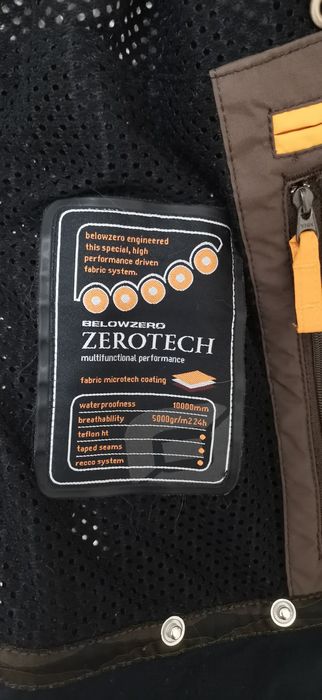 belowzero engineered
this special, high
performance driven
fabric system.
BELOWZERO
ZEROTECH
multifunctional performance
fabric microtech coating
waterproofness 10000mm
breathability 5000gr/m2 24h
teflon ht
taped seams
recco system